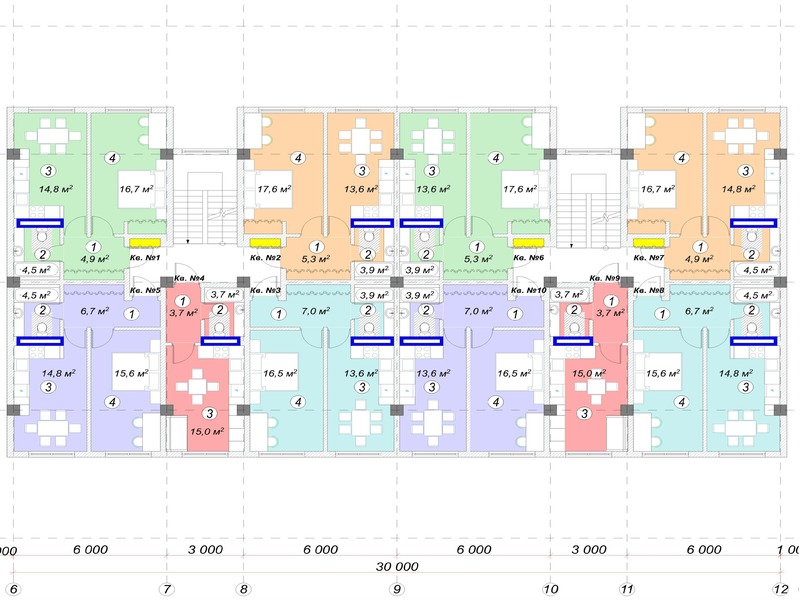 4 4 4 4
3 3 3 3
14,8 м² 16,7 м² 17,6 м² 13,6 м² 13,6 м² 17,6 м² 16,7 м² 14,8 м²
2 1 1 2 2 1 1 2
4,9 м² Кв. №1 Кв. №2 5,3 м² 5,3 м² Кв. №6 Кв. №7 4,9 м²
4,5 м² 3,9 м² 3,9 м² 4,5 м²
Кв. №4 Кв. №9
4,5 м² Кв. №5 3,7 м² Кв. №3 3,9 м² 3,9 м² Кв. №10 3,7 м² Кв. №8 4,5 м²
1 1
2 6,7 м² 1 3,7 м² 2 1 7,0 м² 2 2 7,0 м² 1 2 3,7 м² 1 6,7 м² 2
14,8 м² 15,6 м² 16,5 м² 13,6 м² 13,6 м² 16,5 м² 15,0 м² 15,6 м² 14,8 м²
3 3 3 3
4 3 4 4 3 4
15,0 м²
000 6 000 3 000 6 000 6 000 3 000 6 000 1 0
30 000
6 7 8 9 10 11 12